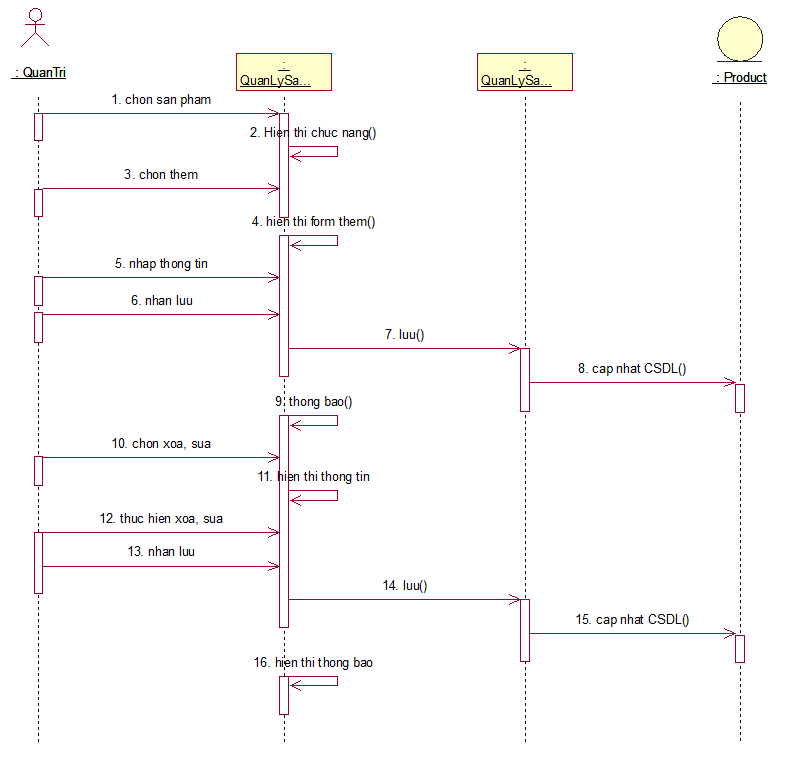 : QuanTri
:
QuanLySa...
:
QuanLySa...
: Product
1. chon san pham
2. Hien thi chuc nang()
3. chon them
4. hien thi form them()
5. nhap thong tin
6. nhan luu
7. luu()
8. cap nhat CSDL()
9. thong bao()
10. chon xoa, sua
11. hien thi thong tin
12. thuc hien xoa, sua
13. nhan luu
14. luu()
15. cap nhat CSDL()
16. hien thi thong bao